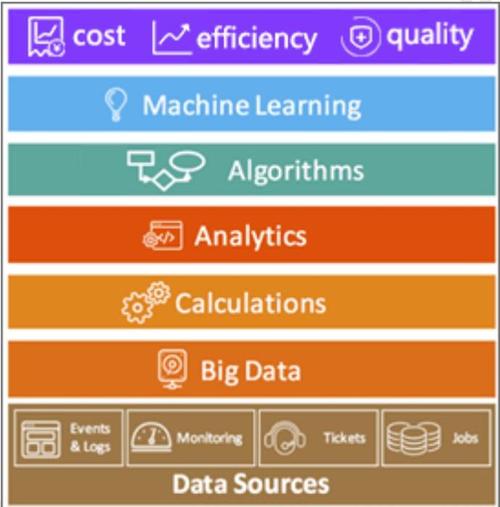 cost efficiency quality
Machine Learning
Algorithms
Analytics
Calculations
Big Data
Events
& Logs
Monitoring
Tickets
Jobs
Data Sources